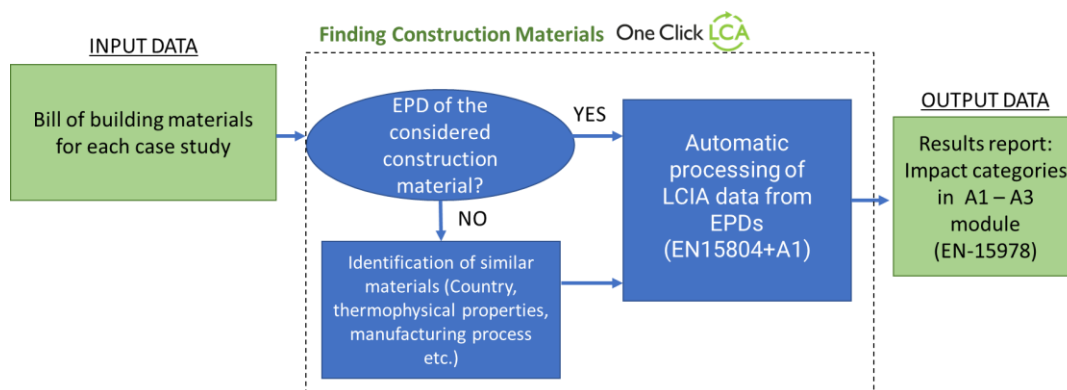 INPUT DATA
Bill of building materials
for each case study
Finding Construction Materials One Click LCA
EPD of the
considered
construction
material?
YES
NO
Identification of similar
materials (Country,
thermophysical properties,
manufacturing process
etc.)
Automatic
processing of
LCIA data from
EPDs
(EN15804+A1)
OUTPUT DATA
Results report:
Impact categories
in A1 – A3
module
(EN-15978)